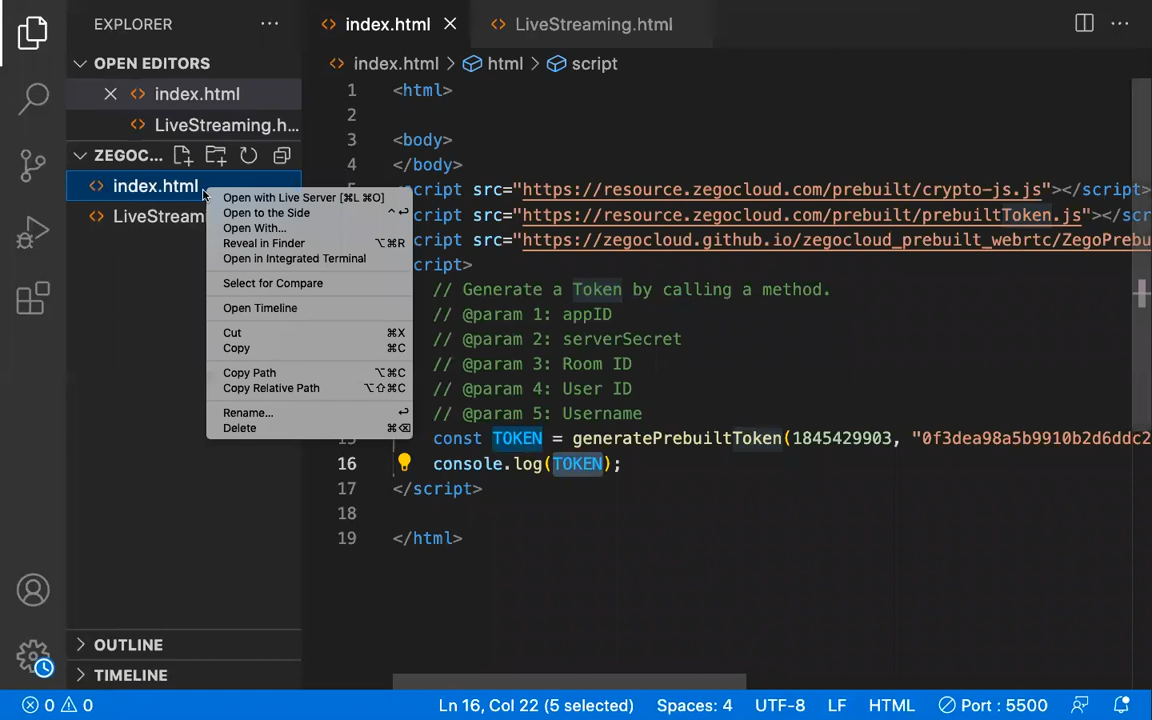 EXPLORER ···
index.html
LiveStreaming.html
···
OPEN EDITORS
index.html
LiveStreaming.h...
index.html > html > script
ZEGOC...
index.html
LiveStreami
Open with Live Server [⌘L ⌘O]
Open to the Side ^↩
Open With...
Reveal in Finder ⌥⌘R
Open in Integrated Terminal
Select for Compare
Open Timeline
Cut ⌘X
Copy ⌘C
Copy Path ⌥⌘C
Copy Relative Path ⌥⇧⌘C
Rename... ↩
Delete ⌘⌫
1 <html>
2
3 <body>
4 </body>
script src="https://resource.zegocloud.com/prebuilt/crypto-js.js"></script>
script src="https://resource.zegocloud.com/prebuilt/prebuiltToken.js"></scr
script src="https://zegocloud.github.io/zegocloud_prebuilt_webrtc/ZegoPrebu
cript>
// Generate a Token by calling a method.
// @param 1: appID
// @param 2: serverSecret
// @param 3: Room ID
// @param 4: User ID
// @param 5: Username
15 const TOKEN = generatePrebuiltToken(1845429903, "0f3dea98a5b9910b2d6ddc2
16 console.log(TOKEN);
17 </script>
18
19 </html>
OUTLINE
TIMELINE
0 0
Ln 16, Col 22 (5 selected)
Spaces: 4
UTF-8
LF
HTML
Port : 5500